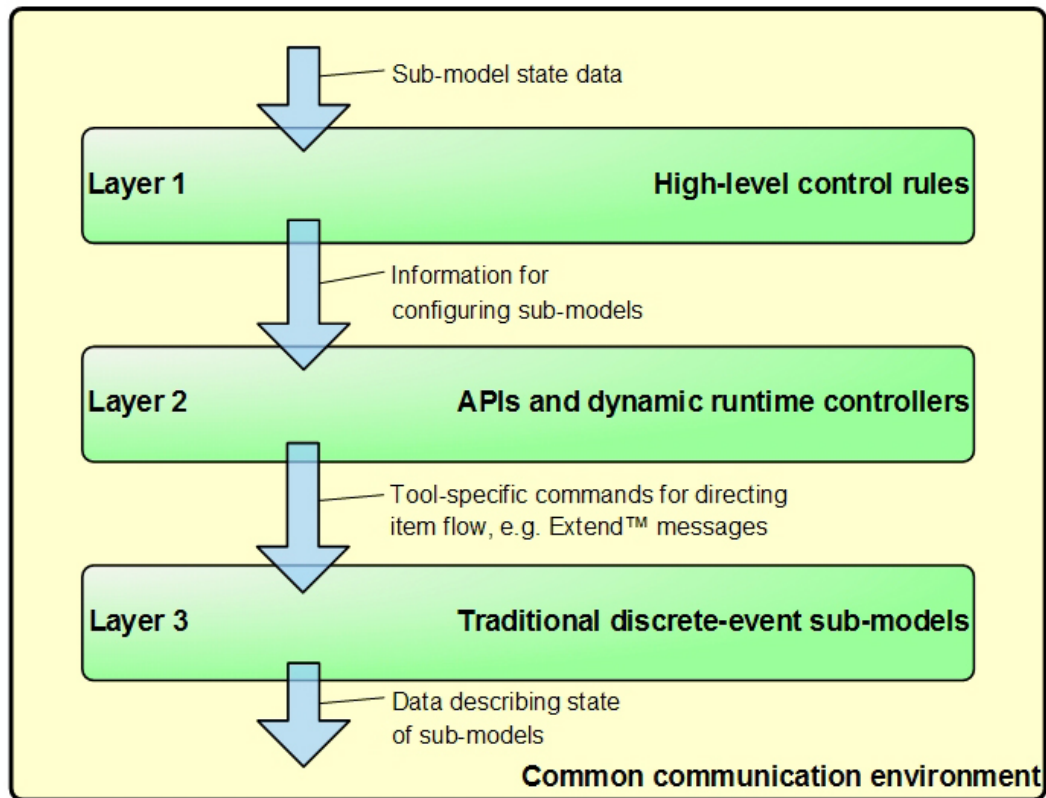 Sub-model state data
Layer 1
High-level control rules
Information for
configuring sub-models
Layer 2
APIs and dynamic runtime controllers
Tool-specific commands for directing
item flow, e.g. Extend™ messages
Layer 3
Traditional discrete-event sub-models
Data describing state
of sub-models
Common communication environment